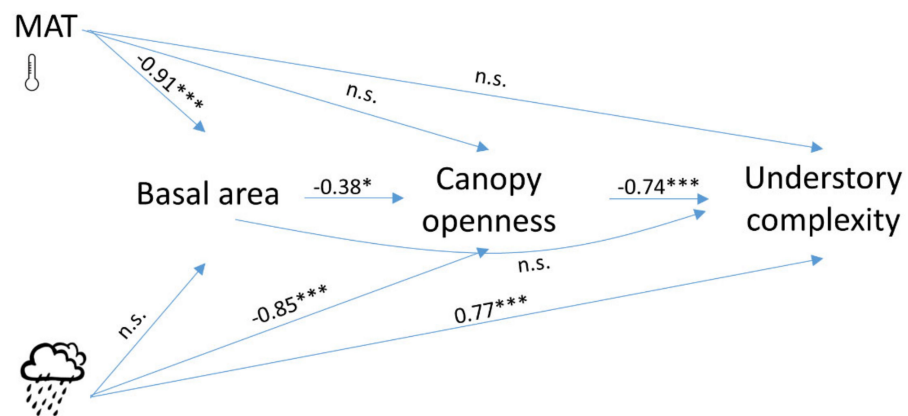 MAT
-0.91***
n.s.
n.s.
Basal area
-0.38*
Canopy
openness
-0.74***
Understory
complexity
n.s.
n.s.
-0.85***
0.77***